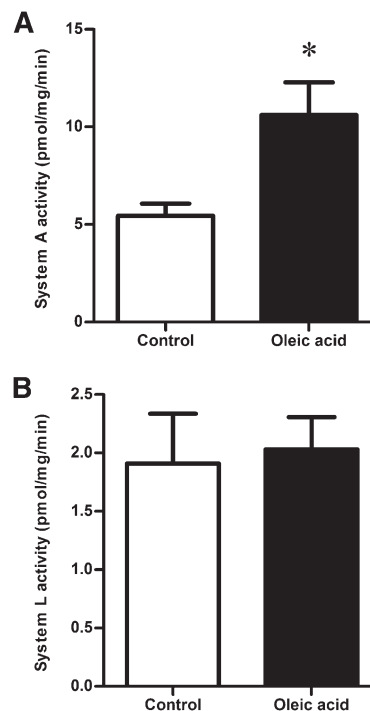 A
System A activity (pmol/mg/min)
15
10
5
0
*
Control
Oleic acid
B
System L activity (pmol/mg/min)
2.5
2.0
1.5
1.0
0.5
0.0
Control
Oleic acid